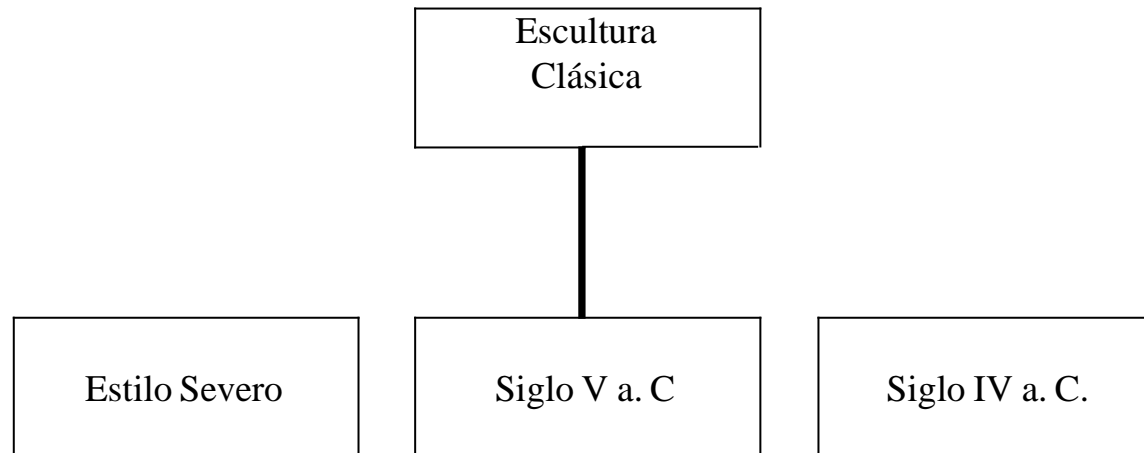 Escultura
Clásica
Estilo Severo
Siglo V a. C
Siglo IV a. C.